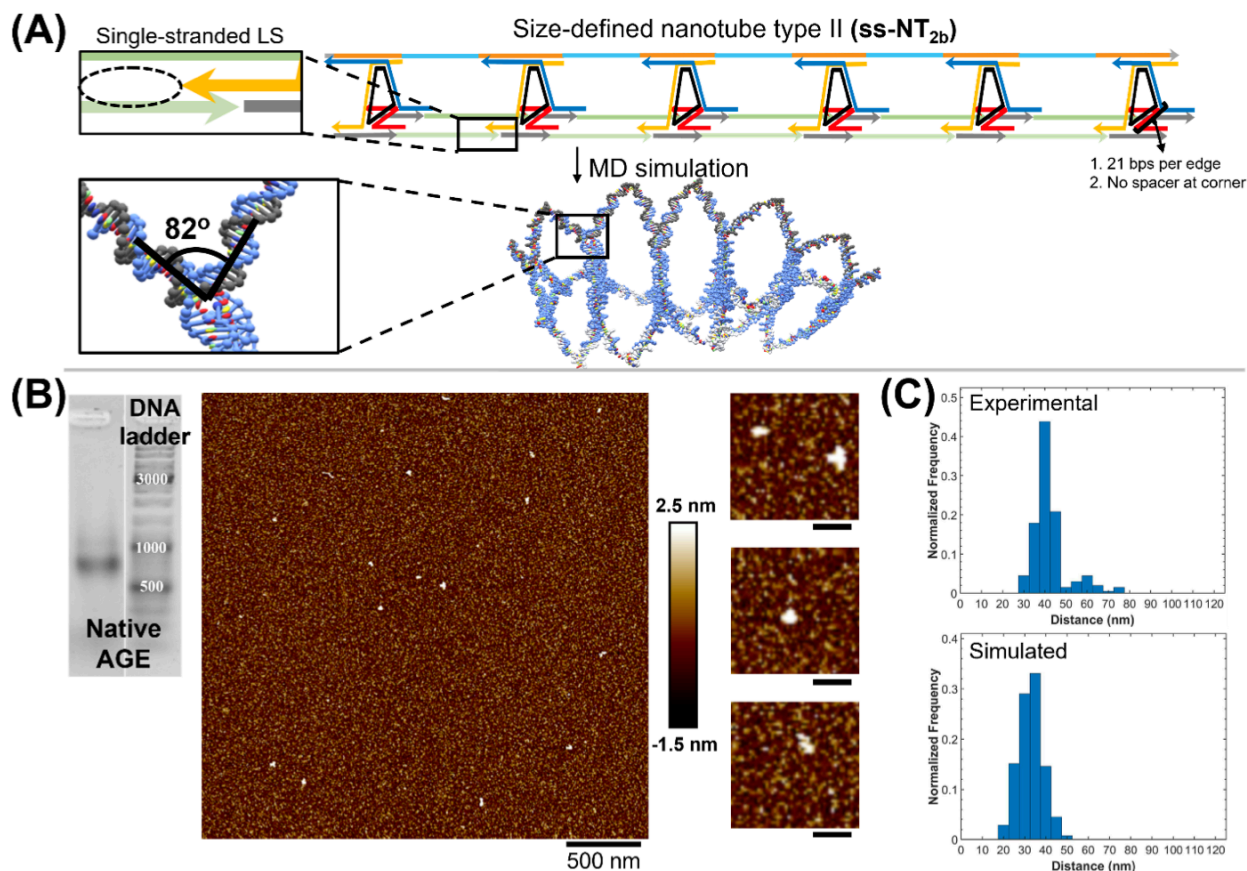 (A)
Single-stranded LS
Size-defined nanotube type II (ss-NT2b)
1. 21 bps per edge
2. No spacer at corner
MD simulation
82°
(B)
DNA
ladder
3000
1000
500
Native
AGE
2.5 nm
-1.5 nm
500 nm
(C)
Experimental
Normalized Frequency
0.5
0.4
0.3
0.2
0.1
0
0 10 20 30 40 50 60 70 80 90 100 110 120
Distance (nm)
Simulated
Normalized Frequency
0.4
0.3
0.2
0.1
0
0 10 20 30 40 50 60 70 80 90 100 110 120
Distance (nm)